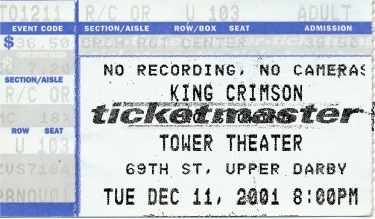 TO1211 R/C OR U 103 ADULT
EVENT CODE SECTION/AISLE ROW/BOX SEAT ADMISSION
$ 36.50
SECTION/AISLE NO RECORDING, NO CAMERAS
R/C OR KING CRIMSON
ticketmaster
ROW SEAT TOWER THEATER
U 103 69TH ST, UPPER DARBY
TUE DEC 11, 2001 8:00PM